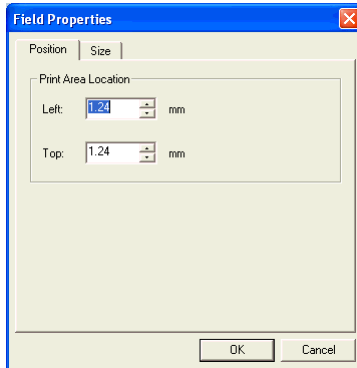 Field Properties
Position Size
Print Area Location
Left: 1.24 mm
Top: 1.24 mm
OK Cancel